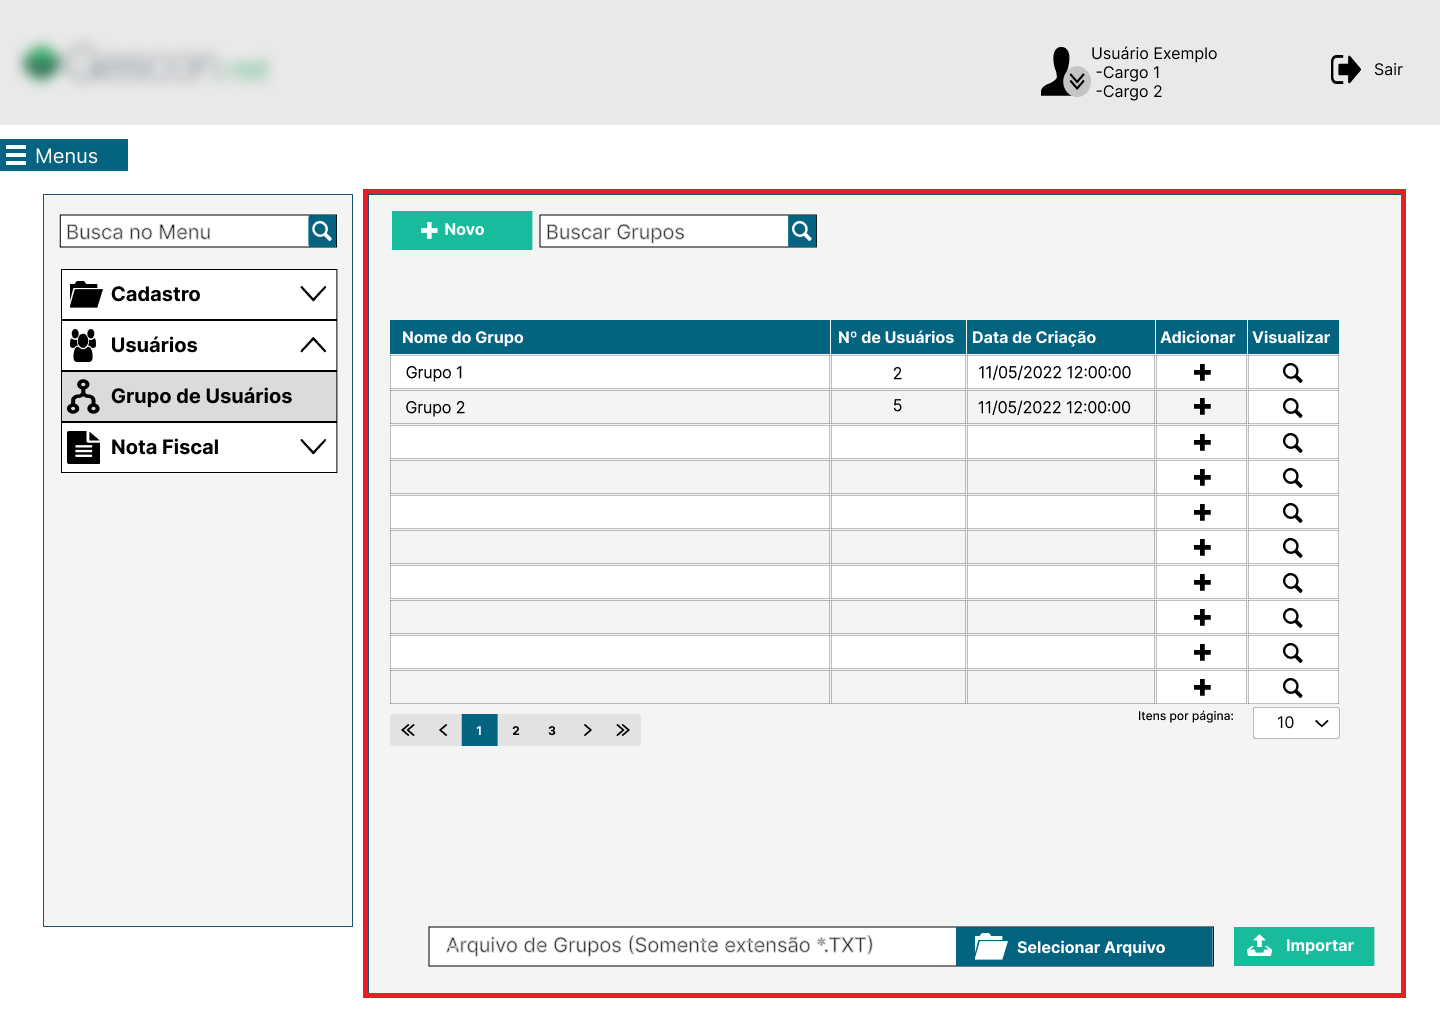 Usuário Exemplo
-Cargo 1
-Cargo 2
Sair
Menus
Busca no Menu
Cadastro
Usuários
Grupo de Usuários
Nota Fiscal
Novo
Buscar Grupos
Nome do Grupo Nº de Usuários Data de Criação Adicionar Visualizar
Grupo 1 2 11/05/2022 12:00:00
Grupo 2 5 11/05/2022 12:00:00
1 2 3
Itens por página: 10
Arquivo de Grupos (Somente extensão *.TXT) Selecionar Arquivo Importar